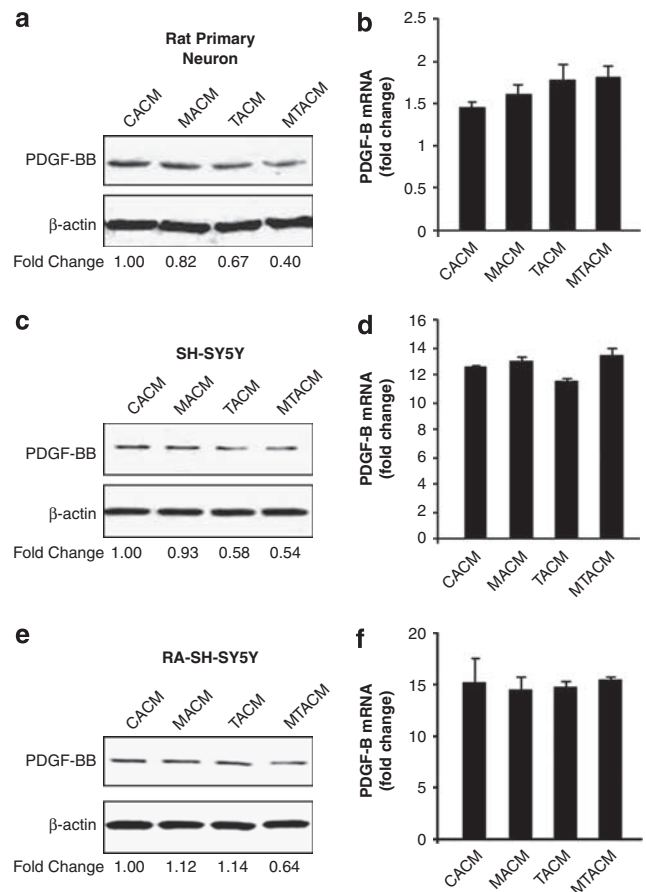 a
Rat Primary
Neuron
CACM MACM TACM MTACM
PDGF-BB
β-actin
Fold Change 1.00 0.82 0.67 0.40
b
PDGF-B mRNA
(fold change)
2.5
2
1.5
1
0.5
0
CACM MACM TACM MTACM
c
SH-SY5Y
CACM MACM TACM MTACM
PDGF-BB
β-actin
Fold Change 1.00 0.93 0.58 0.54
d
PDGF-B mRNA
(fold change)
16
14
12
10
8
6
4
2
0
CACM MACM TACM MTACM
e
RA-SH-SY5Y
CACM MACM TACM MTACM
PDGF-BB
β-actin
Fold Change 1.00 1.12 1.14 0.64
f
PDGF-B mRNA
(fold change)
20
15
10
5
0
CACM MACM TACM MTACM